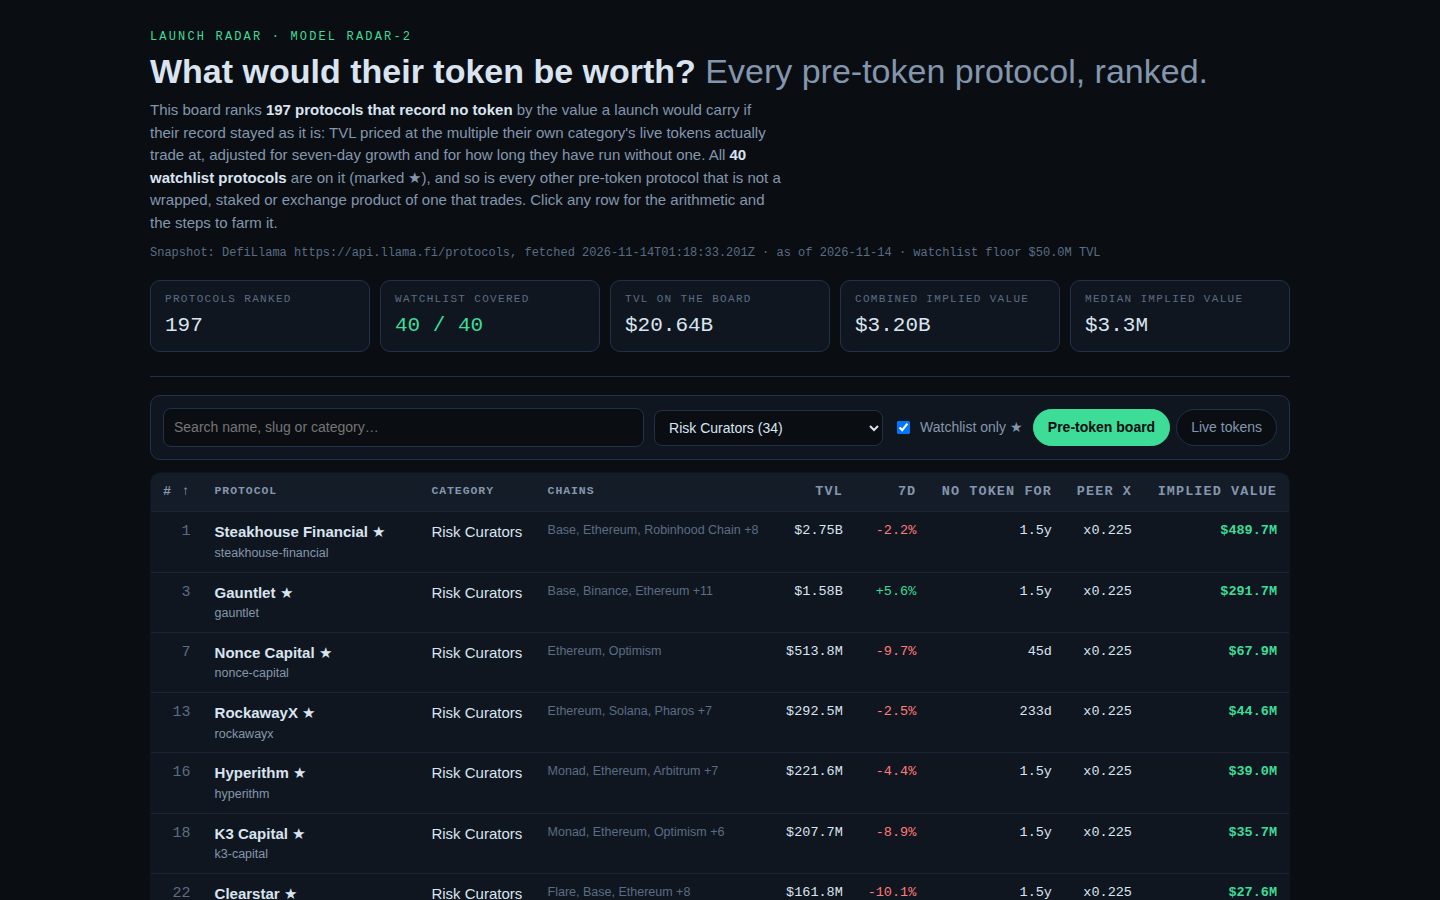 LAUNCH RADAR · MODEL RADAR-2
What would their token be worth? Every pre-token protocol, ranked.
This board ranks 197 protocols that record no token by the value a launch would carry if
their record stayed as it is: TVL priced at the multiple their own category's live tokens actually
trade at, adjusted for seven-day growth and for how long they have run without one. All 40
watchlist protocols are on it (marked ★), and so is every other pre-token protocol that is not a
wrapped, staked or exchange product of one that trades. Click any row for the arithmetic and
the steps to farm it.
Snapshot: DefiLlama https://api.llama.fi/protocols, fetched 2026-11-14T01:18:33.201Z · as of 2026-11-14 · watchlist floor $50.0M TVL
PROTOCOLS RANKED WATCHLIST COVERED TVL ON THE BOARD COMBINED IMPLIED VALUE MEDIAN IMPLIED VALUE
197 40 / 40 $20.64B $3.20B $3.3M
Search name, slug or category… Risk Curators (34) Watchlist only ★ Pre-token board Live tokens
# ↑ PROTOCOL CATEGORY CHAINS TVL 7D NO TOKEN FOR PEER X IMPLIED VALUE
1 Steakhouse Financial ★ Risk Curators Base, Ethereum, Robinhood Chain +8 $2.75B -2.2% 1.5y x0.225 $489.7M
steakhouse-financial
3 Gauntlet ★ Risk Curators Base, Binance, Ethereum +11 $1.58B +5.6% 1.5y x0.225 $291.7M
gauntlet
7 Nonce Capital ★ Risk Curators Ethereum, Optimism $513.8M -9.7% 45d x0.225 $67.9M
nonce-capital
13 RockawayX ★ Risk Curators Ethereum, Solana, Pharos +7 $292.5M -2.5% 233d x0.225 $44.6M
rockawayx
16 Hyperithm ★ Risk Curators Monad, Ethereum, Arbitrum +7 $221.6M -4.4% 1.5y x0.225 $39.0M
hyperithm
18 K3 Capital ★ Risk Curators Monad, Ethereum, Optimism +6 $207.7M -8.9% 1.5y x0.225 $35.7M
k3-capital
22 Clearstar ★ Risk Curators Flare, Base, Ethereum +8 $161.8M -10.1% 1.5y x0.225 $27.6M